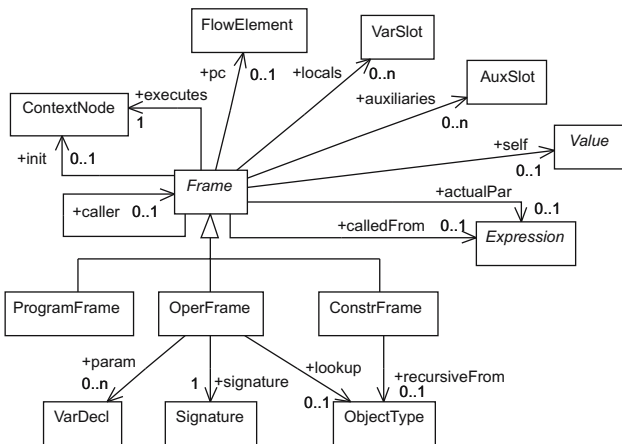 FlowElement
VarSlot
+pc
0..1
+locals
0..n
AuxSlot
+executes
+auxiliaries
ContextNode
1
0..n
+self
Value
+init
0..1
0..1
Frame
+actualPar
+caller
0..1
0..1
+calledFrom
0..1
Expression
ProgramFrame
OperFrame
ConstrFrame
+param
+lookup
0..n
1
+signature
+recursiveFrom
0..1
0..1
VarDecl
Signature
ObjectType